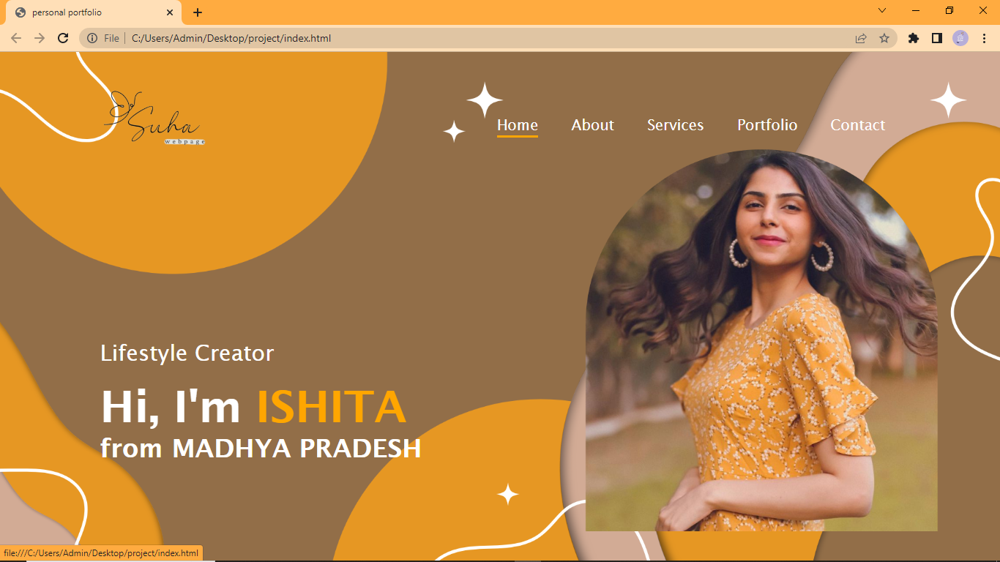 personal portfolio
File | C:/Users/Admin/Desktop/project/index.html
Suha
webpage
Home About Services Portfolio Contact
Lifestyle Creator
Hi, I'm ISHITA
from MADHYA PRADESH
file:///C:/Users/Admin/Desktop/project/index.html